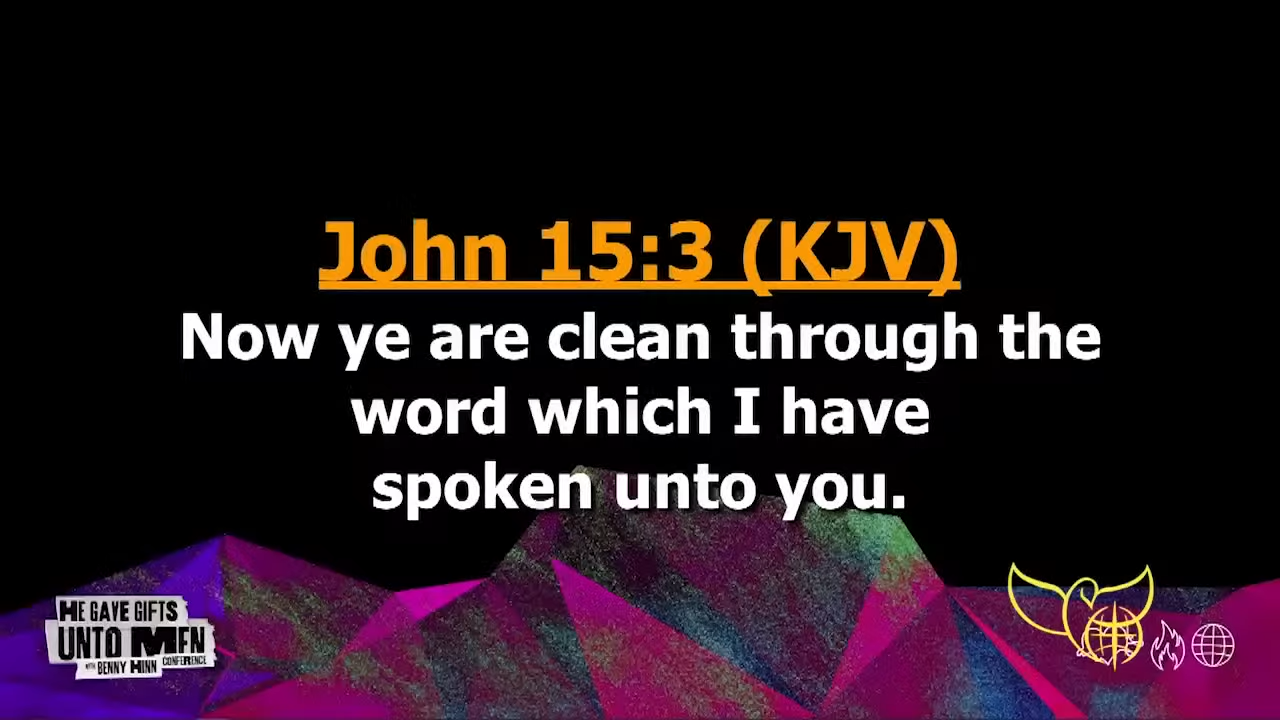 John 15:3 (KJV)
Now ye are clean through the
word which I have
spoken unto you.
HE GAVE GIFTS
UNTO MEN
WITH BENNY HINN CONFERENCE